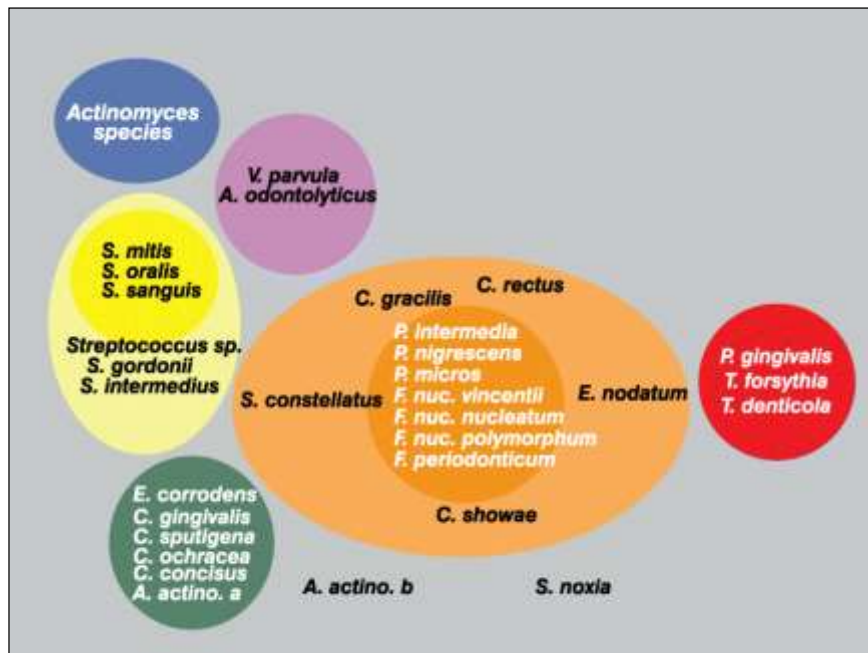 Actinomyces
species
V. parvula
A. odontolyticus
S. mitis
S. oralis
S. sanguis
Streptococcus sp.
S. gordonii
S. intermedius
E. corrodens
C. gingivalis
C. sputigena
C. ochracea
C. concisus
A. actino. a
C. gracilis
C. rectus
P. intermedia
P. nigrescens
P. micros
F. nuc. vincentii
F. nuc. nucleatum
F. nuc. polymorphum
F. periodonticum
S. constellatus
E. nodatum
C. showae
P. gingivalis
T. forsythia
T. denticola
A. actino. b
S. noxia